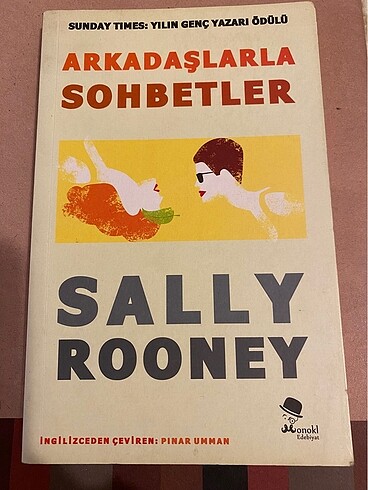 SUNDAY TIMES: YILIN GENÇ YAZARI ÖDÜLÜ
ARKADAŞLARLA
SOHBETLER
SALLY
ROONEY
Monokl
Edebiyat
İNGİLİZCEDEN ÇEVİREN: PINAR UMMAN